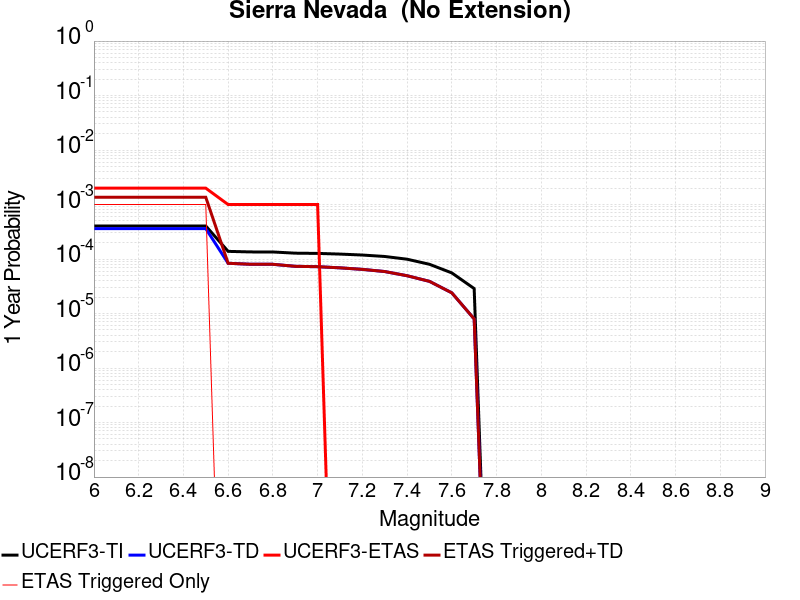 Sierra Nevada (No Extension)
10^0
10^-1
10^-2
10^-3
10^-4
10^-5
10^-6
10^-7
10^-8
1 Year Probability
6 6.2 6.4 6.6 6.8 7 7.2 7.4 7.6 7.8 8 8.2 8.4 8.6 8.8 9
Magnitude
UCERF3-TI UCERF3-TD UCERF3-ETAS ETAS Triggered+TD
ETAS Triggered Only